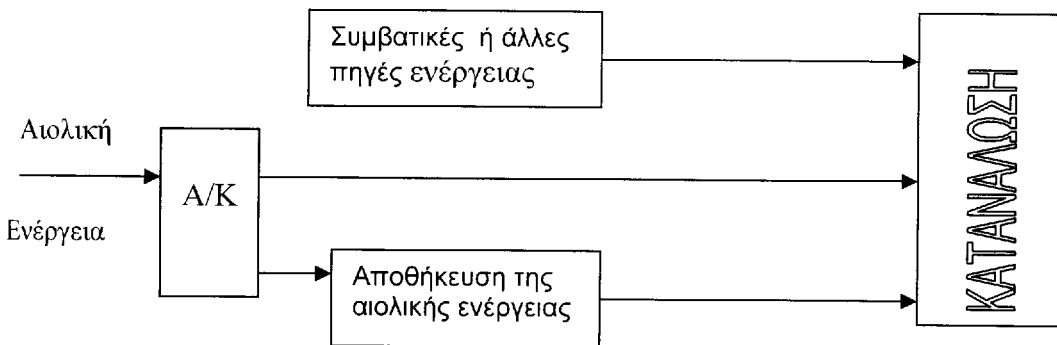 Συμβατικές ή άλλες
πηγές ενέργειας
Αιολική
Ενέργεια
Α/Κ
Αποθήκευση της
αιολικής ενέργειας
ΚΑΤΑΝΑΛΩΣΗ